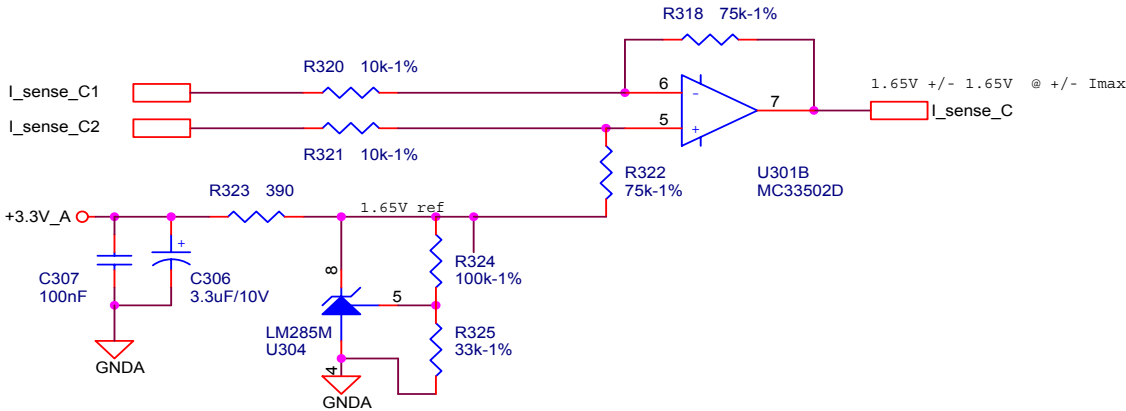 R318 75k-1%
R320 10k-1%
I_sense_C1
6
-
7
1.65V +/- 1.65V @ +/- Imax
I_sense_C
I_sense_C2
5
+
R321 10k-1%
R322
75k-1%
U301B
MC33502D
R323 390
+3.3V_A
1.65V ref
+
C307
100nF
C306
3.3uF/10V
8
R324
100k-1%
5
LM285M
U304
R325
33k-1%
4
GNDA
GNDA